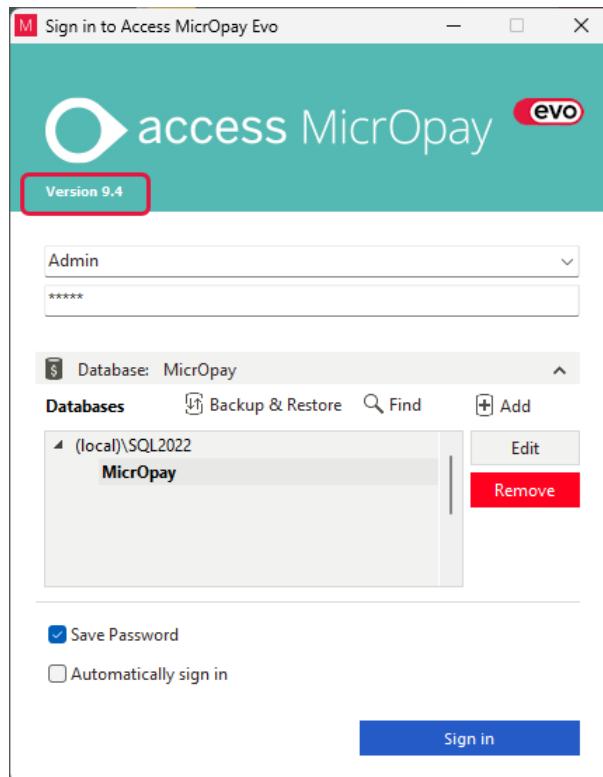 M Sign in to Access MicrOpay Evo
access MicrOpay evo
Version 9.4
Admin
*****
$ Database: MicrOpay
Databases Backup & Restore Find Add
(local)\SQL2022 Edit
MicrOpay Remove
Save Password
Automatically sign in
Sign in